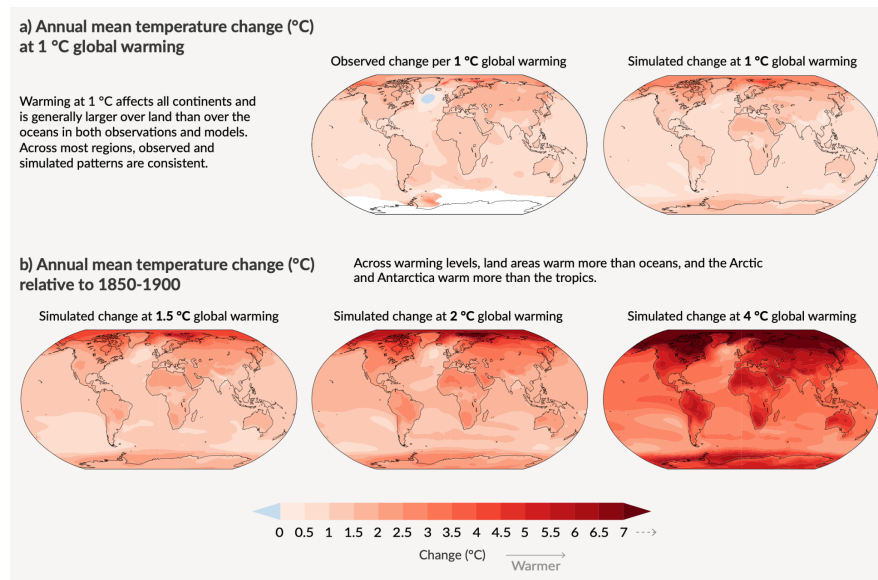 a) Annual mean temperature change (°C)
at 1 °C global warming
Warming at 1 °C affects all continents and
is generally larger over land than over the
oceans in both observations and models.
Across most regions, observed and
simulated patterns are consistent.
Observed change per 1 °C global warming
Simulated change at 1 °C global warming
b) Annual mean temperature change (°C)
relative to 1850-1900
Across warming levels, land areas warm more than oceans, and the Arctic
and Antarctica warm more than the tropics.
Simulated change at 1.5 °C global warming
Simulated change at 2 °C global warming
Simulated change at 4 °C global warming
0 0.5 1 1.5 2 2.5 3 3.5 4 4.5 5 5.5 6 6.5 7
Change (°C)
Warmer